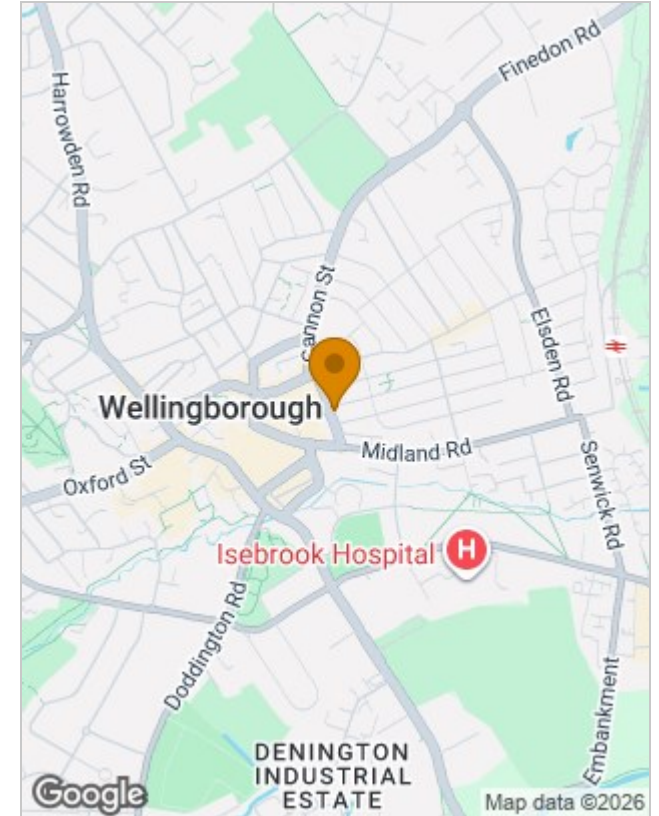 Finedon Rd
Harrowden Rd
Cannon St
Elsden Rd
Wellingborough
Midland Rd
Oxford St
Senwick Rd
Isebrook Hospital
H
Doddington Rd
Embankment
DENINGTON
INDUSTRIAL
ESTATE
Google
Map data ©2026